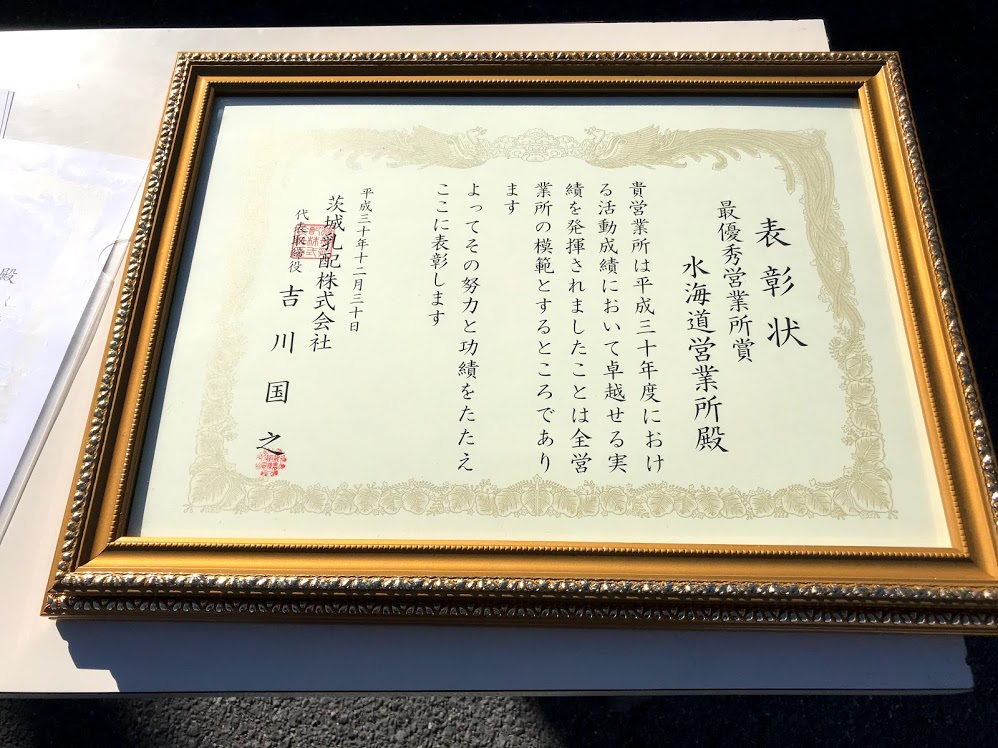 表彰状
最優秀営業所賞
水海道営業所殿
貴営業所は平成三十年度におけ
る活動成績において卓越せる実
績を発揮されましたことは全営
業所の模範とするところであり
ます
よってその努力と功績をたたえ
ここに表彰します
平成三十年十二月三十日
茨城乳配株式会社
代表取締役
吉川国之
殿